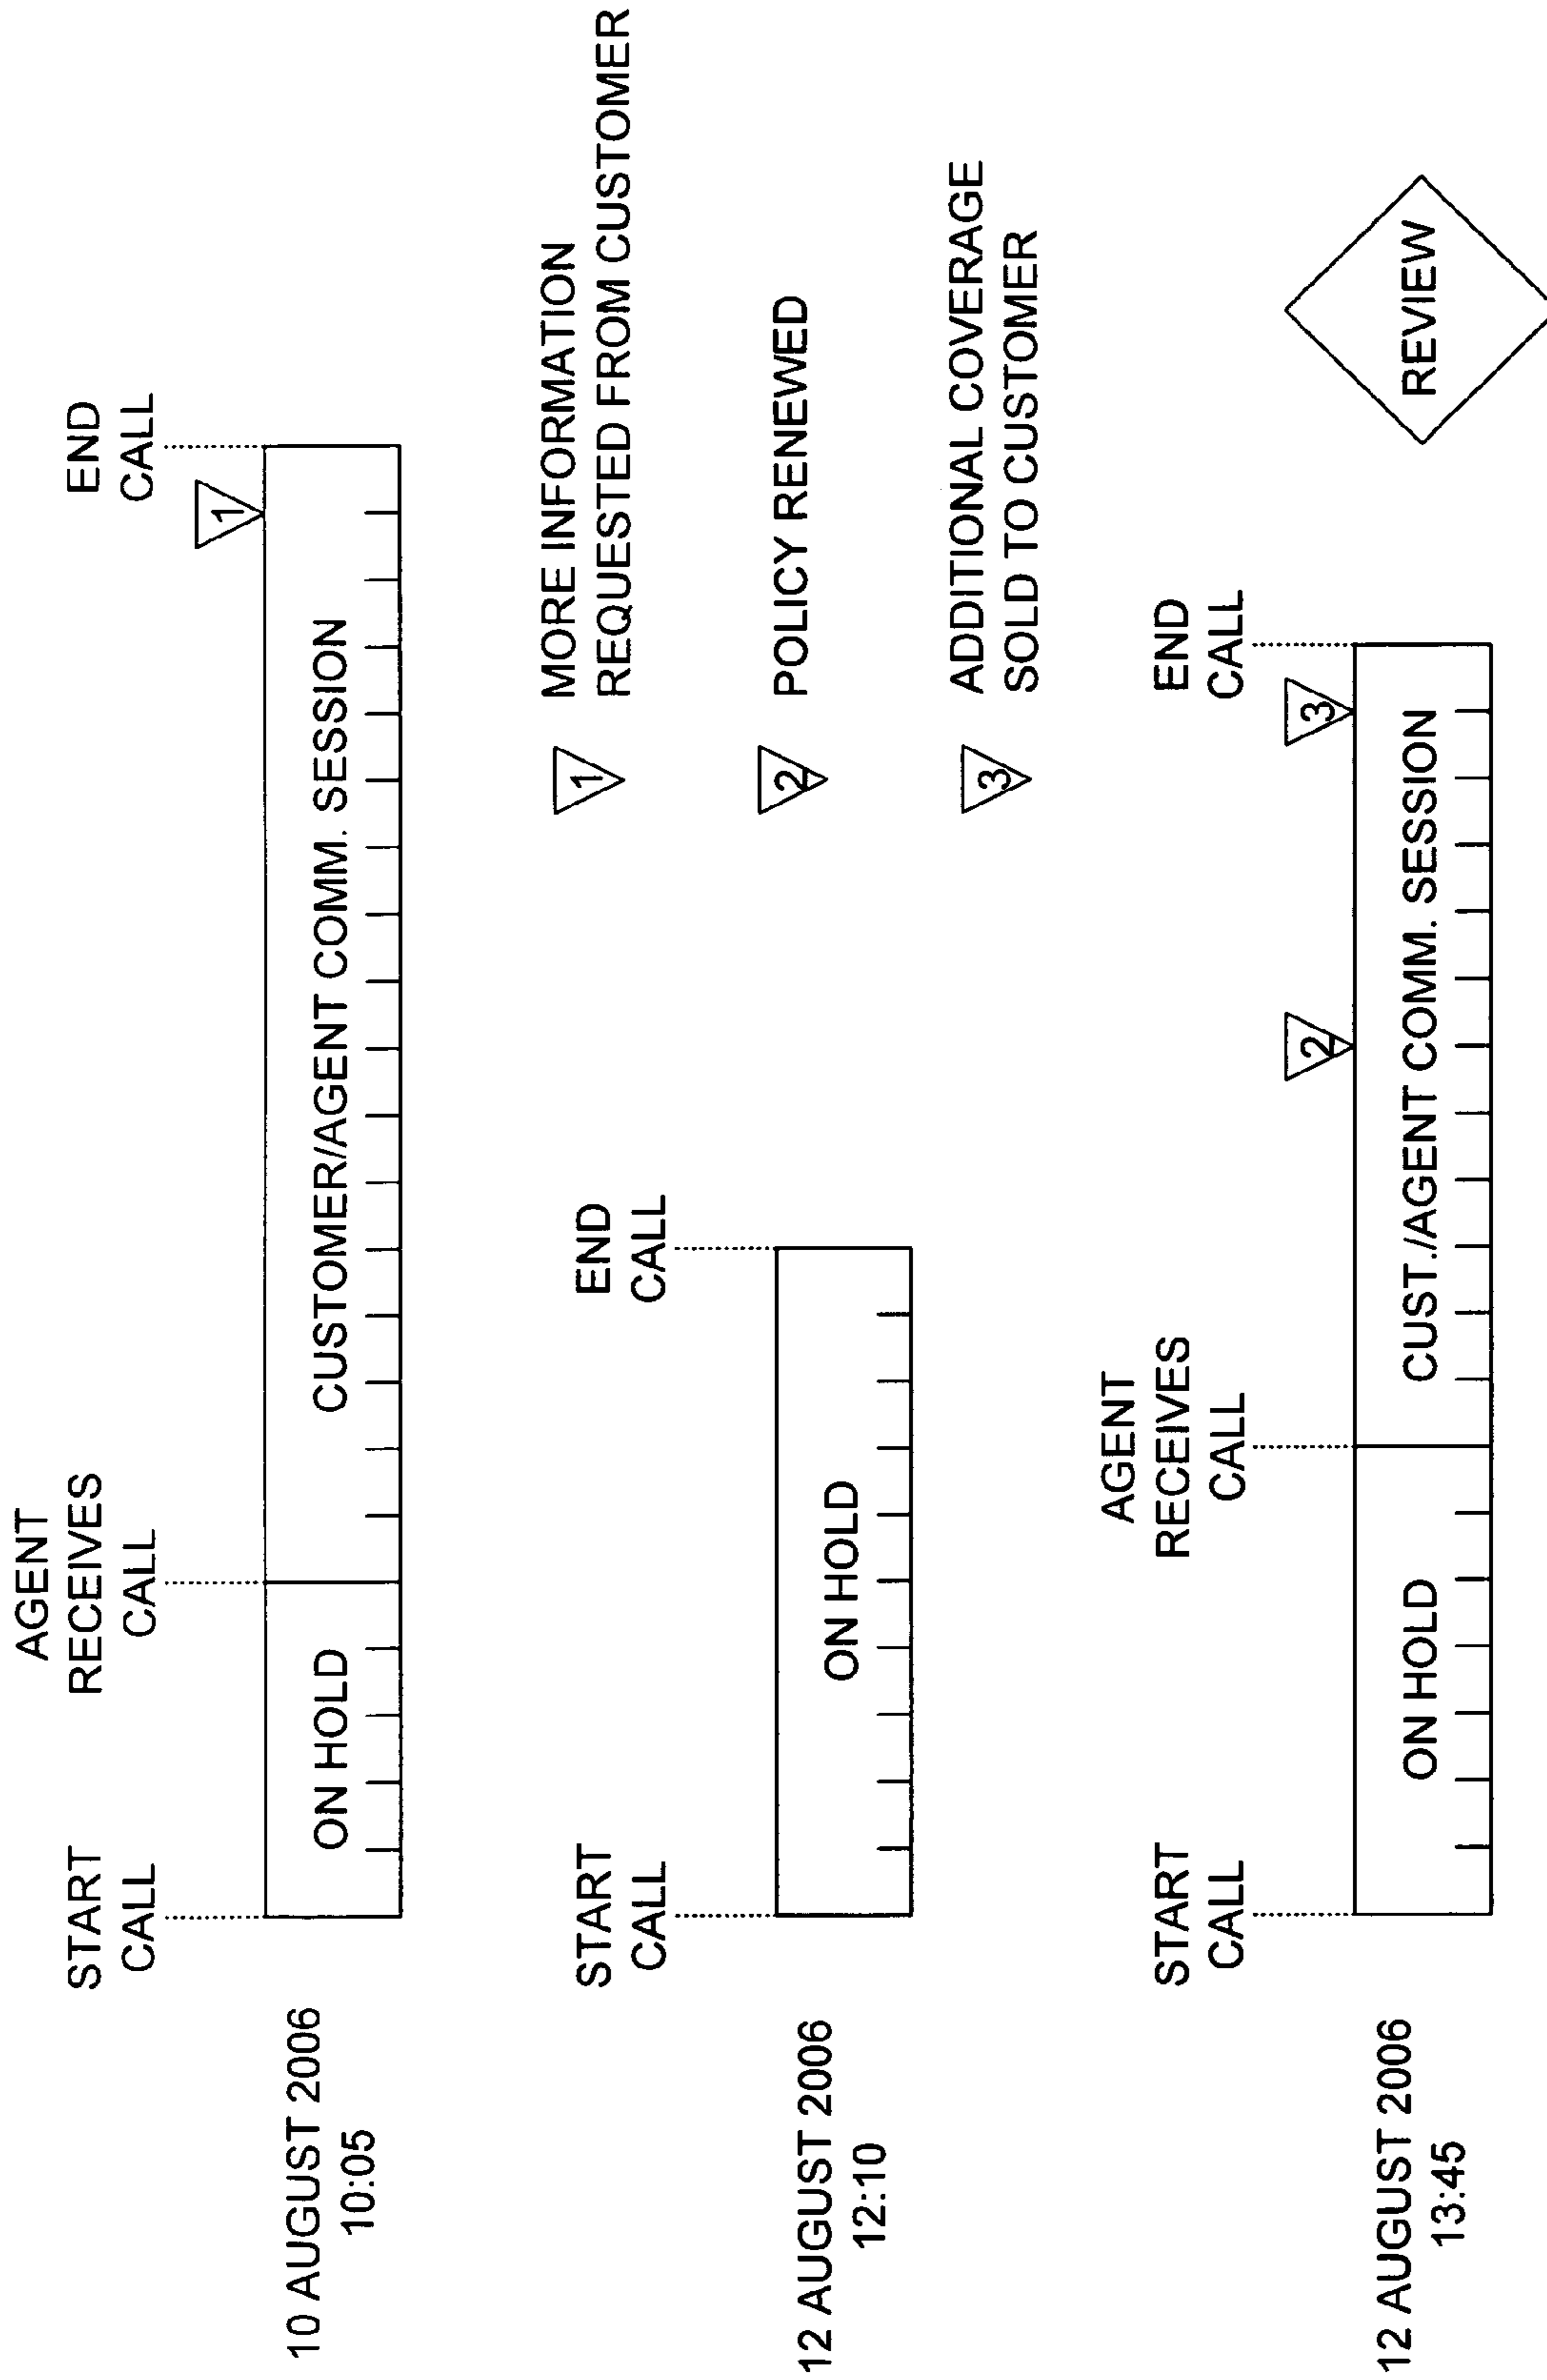 START
CALL
AGENT
RECEIVES
CALL
END
CALL
10 AUGUST 2006
10:05
ON HOLD
CUSTOMER/AGENT COMM. SESSION
1
START
CALL
END
CALL
12 AUGUST 2006
12:10
ON HOLD
1
MORE INFORMATION
REQUESTED FROM CUSTOMER
2
POLICY RENEWED
3
ADDITIONAL COVERAGE
SOLD TO CUSTOMER
START
CALL
AGENT
RECEIVES
CALL
END
CALL
12 AUGUST 2006
13:45
ON HOLD
CUST./AGENT COMM. SESSION
2
3
REVIEW